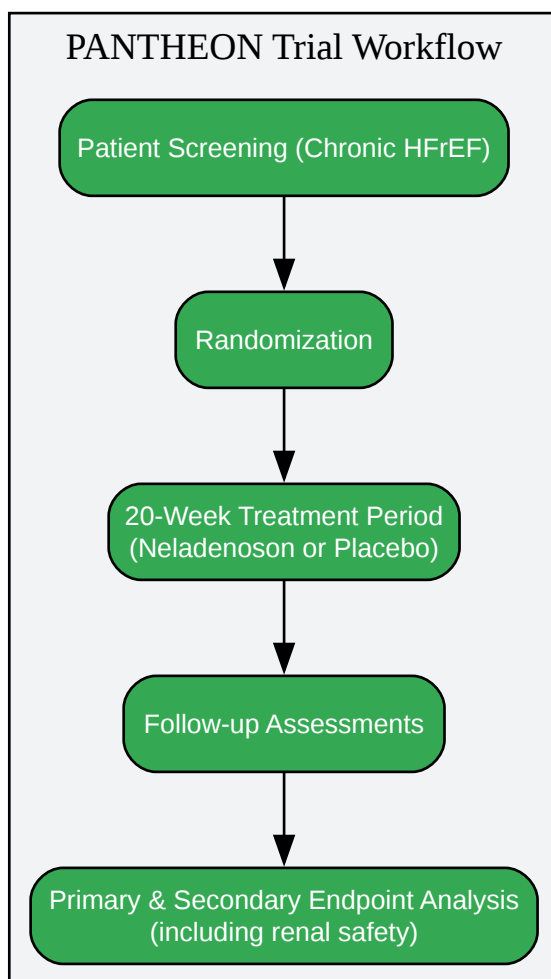 PANTHEON Trial Workflow
Patient Screening (Chronic HFrEF)
Randomization
20-Week Treatment Period
(Neladenoson or Placebo)
Follow-up Assessments
Primary & Secondary Endpoint Analysis
(including renal safety)